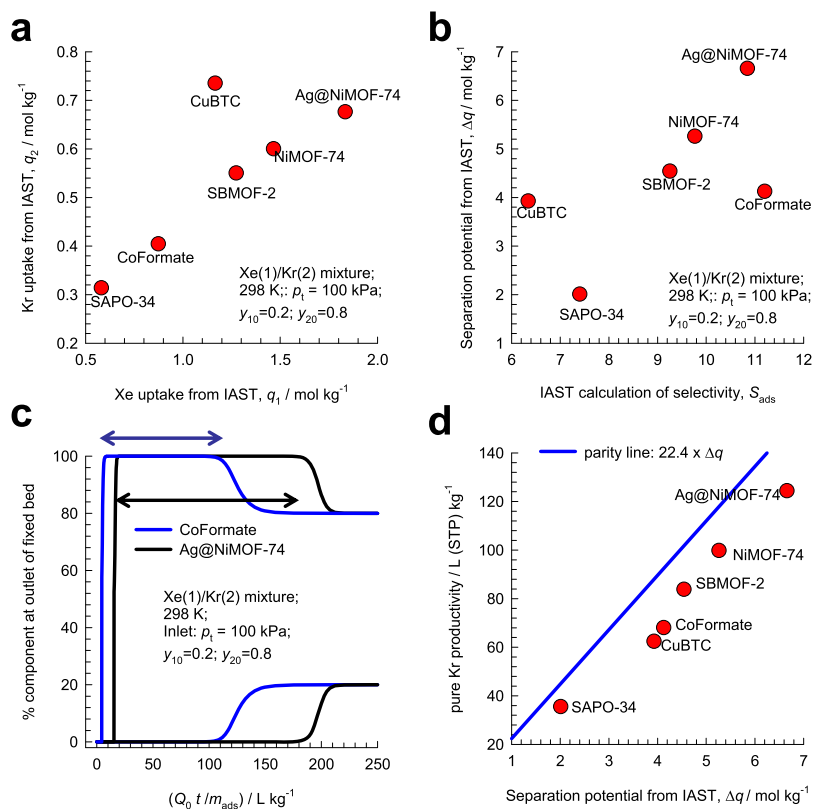 a
Kr uptake from IAST, q2 / mol kg-1
0.8
0.7
0.6
0.5
0.4
0.3
0.2
CuBTC
Ag@NiMOF-74
NiMOF-74
SBMOF-2
CoFormate
SAPO-34
Xe(1)/Kr(2) mixture;
298 K;: pt = 100 kPa;
y10=0.2; y20=0.8
0.5
1.0
1.5
2.0
Xe uptake from IAST, q1 / mol kg-1
b
Separation potential from IAST, Δq / mol kg-1
7
6
5
4
3
2
1
Ag@NiMOF-74
NiMOF-74
SBMOF-2
CuBTC
CoFormate
SAPO-34
Xe(1)/Kr(2) mixture;
298 K;: pt = 100 kPa;
y10=0.2; y20=0.8
6
7
8
9
10
11
12
IAST calculation of selectivity, Sads
c
% component at outlet of fixed bed
100
80
60
40
20
0
CoFormate
Ag@NiMOF-74
Xe(1)/Kr(2) mixture;
298 K;
Inlet: pt = 100 kPa;
y10=0.2; y20=0.8
0
50
100
150
200
250
(Q0 t /mads) / L kg-1
d
pure Kr productivity / L (STP) kg-1
140
120
100
80
60
40
20
parity line: 22.4 x Δq
Ag@NiMOF-74
NiMOF-74
SBMOF-2
CoFormate
CuBTC
SAPO-34
1
2
3
4
5
6
7
Separation potential from IAST, Δq / mol kg-1